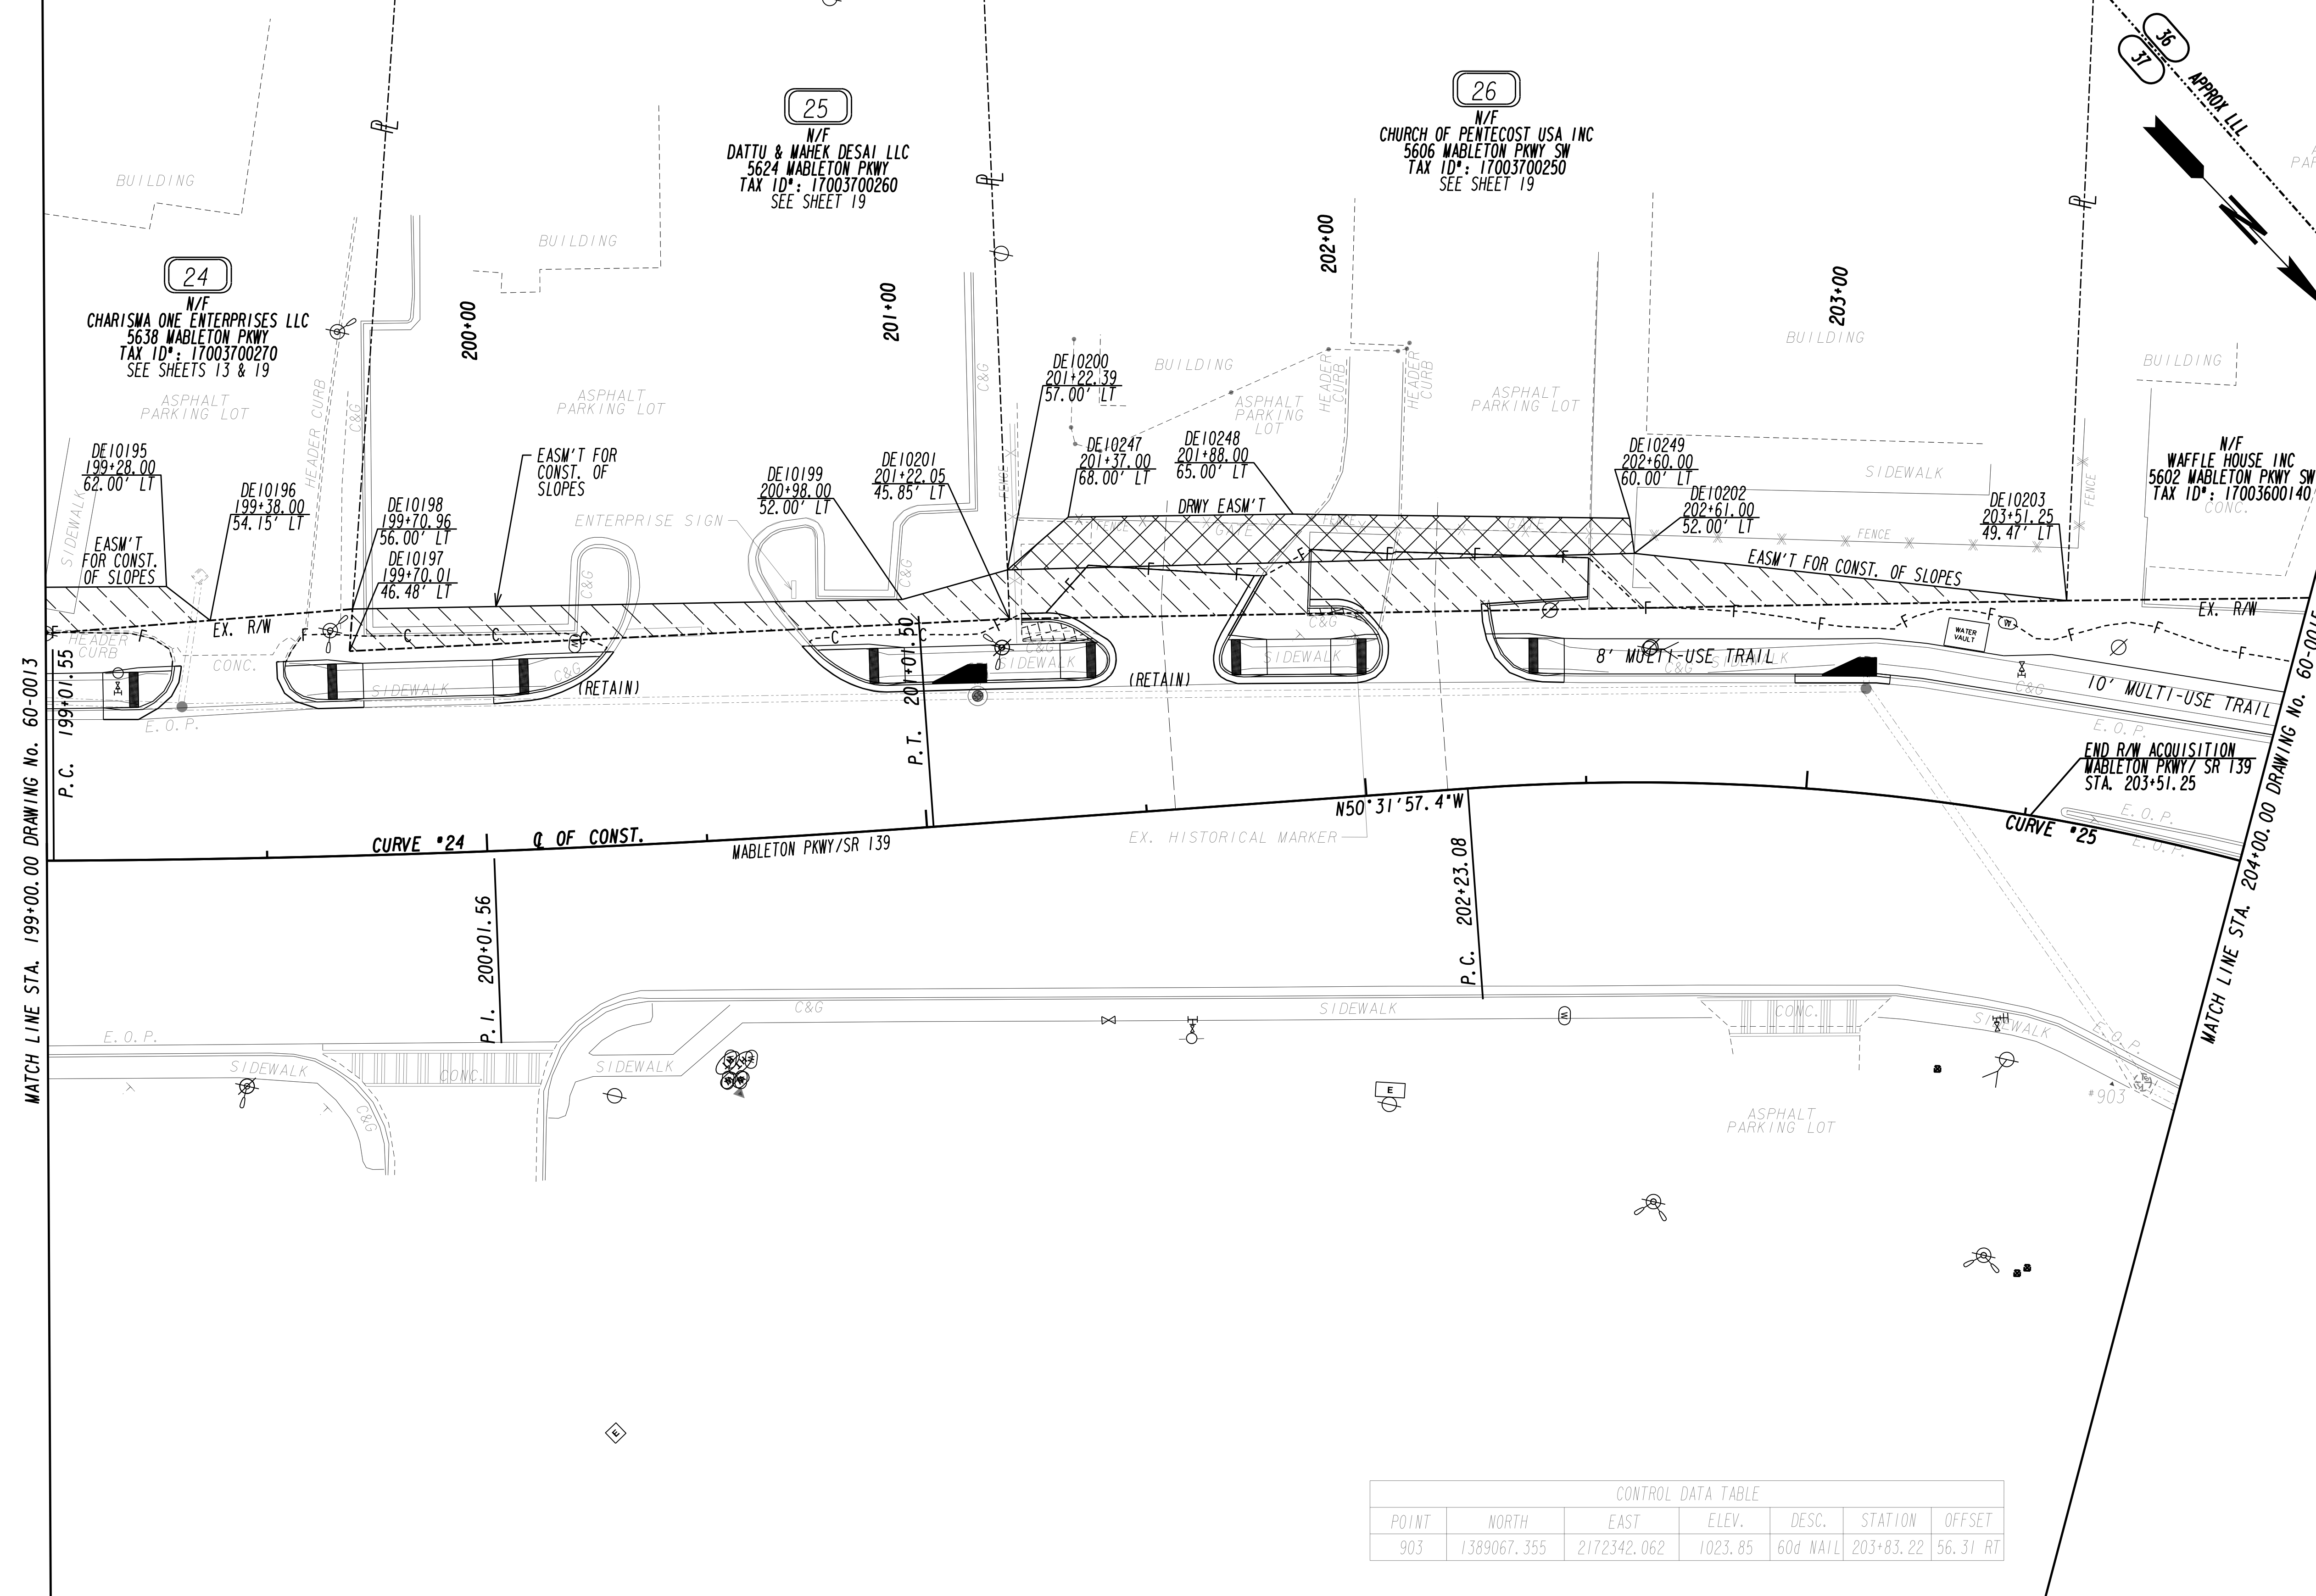 36
37
APPROX LLL
25
N/F
DATTU & MAHEK DESAI LLC
5624 MABLETON PKWY
TAX ID#: 17003700260
SEE SHEET 19
26
N/F
CHURCH OF PENTECOST USA INC
5606 MABLETON PKWY SW
TAX ID#: 17003700250
SEE SHEET 19
24
N/F
CHARISMA ONE ENTERPRISES LLC
5638 MABLETON PKWY
TAX ID#: 17003700270
SEE SHEETS 13 & 19
N/F
WAFFLE HOUSE INC
5602 MABLETON PKWY SW
TAX ID#: 17003600140
CONC.
BUILDING
BUILDING
BUILDING
BUILDING
BUILDING
200+00
201+00
202+00
203+00
N
ASPHALT
PARKING LOT
ASPHALT
PARKING LOT
ASPHALT
PARKING
LOT
ASPHALT
PARKING LOT
HEADER CURB
C&G
C&G
HEADER
CURB
HEADER
CURB
DE10195
199+28.00
62.00' LT
DE10196
199+38.00
54.15' LT
DE10198
199+70.96
56.00' LT
DE10197
199+70.01
46.48' LT
EASM'T FOR
CONST. OF
SLOPES
DE10199
200+98.00
52.00' LT
DE10201
201+22.05
45.85' LT
DE10200
201+22.39
57.00' LT
DE10247
201+37.00
68.00' LT
DE10248
201+88.00
65.00' LT
DE10249
202+60.00
60.00' LT
DE10202
202+61.00
52.00' LT
DE10203
203+51.25
49.47' LT
SIDEWALK
EASM'T
FOR CONST.
OF SLOPES
ENTERPRISE SIGN
C&G
C&G
FENCE
DRWY EASM'T
FENCE
GATE
FENCE
GATE
SIDEWALK
FENCE
FENCE
EASM'T FOR CONST. OF SLOPES
EX. R/W
EX. R/W
HEADER
CURB
CONC.
SIDEWALK
C&G
(RETAIN)
C&G
SIDEWALK
(RETAIN)
C&G
SIDEWALK
8' MULTI-USE TRAIL
SIDEWALK
C&G
WATER
VAULT
C&G
10' MULTI-USE TRAIL
E.O.P.
E.O.P.
END R/W ACQUISITION
MABLETON PKWY/ SR 139
STA. 203+51.25
E.O.P.
E.O.P.
MATCH LINE STA. 199+00.00 DRAWING No. 60-0013
P.C. 199+01.55
P.T. 201+01.50
CURVE #24
℄ OF CONST.
MABLETON PKWY/SR 139
EX. HISTORICAL MARKER
N50°31'57.4"W
CURVE #25
P.I. 200+01.56
P.C. 202+23.08
E.O.P.
SIDEWALK
CONC.
C&G
SIDEWALK
C&G
SIDEWALK
CONC.
SIDEWALK
E.O.P.
#903
ASPHALT
PARKING LOT
E
E
CONTROL DATA TABLE
POINT NORTH EAST ELEV. DESC. STATION OFFSET
903 1389067.355 2172342.062 1023.85 60d NAIL 203+83.22 56.31 RT